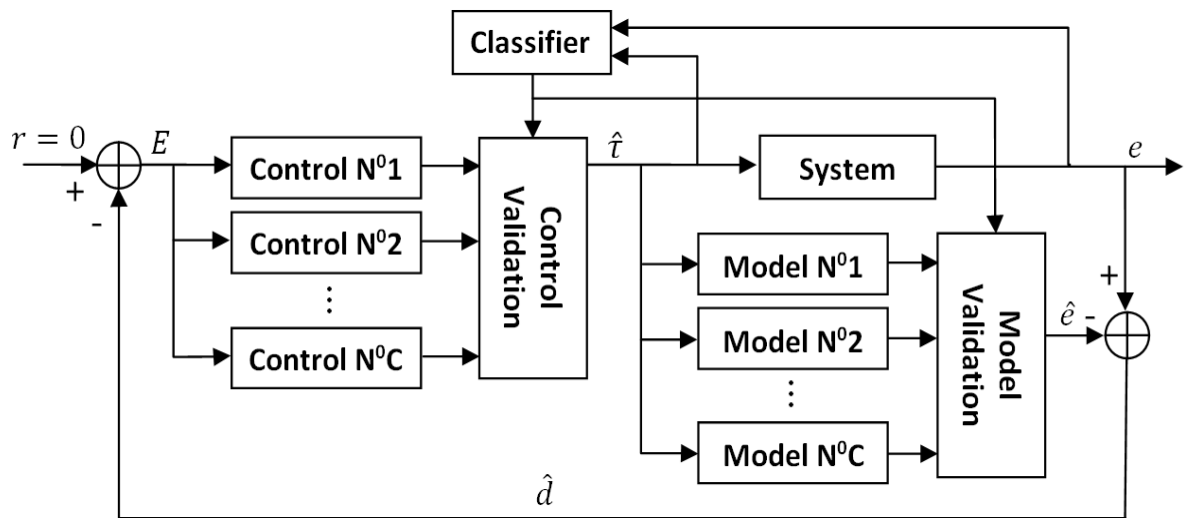 Classifier
r = 0
+
-
E
Control N⁰1
Control N⁰2
⋮
Control N⁰C
Control
Validation
τ̂
System
e
Model N⁰1
Model N⁰2
⋮
Model N⁰C
Model
Validation
ê
-
+
d̂